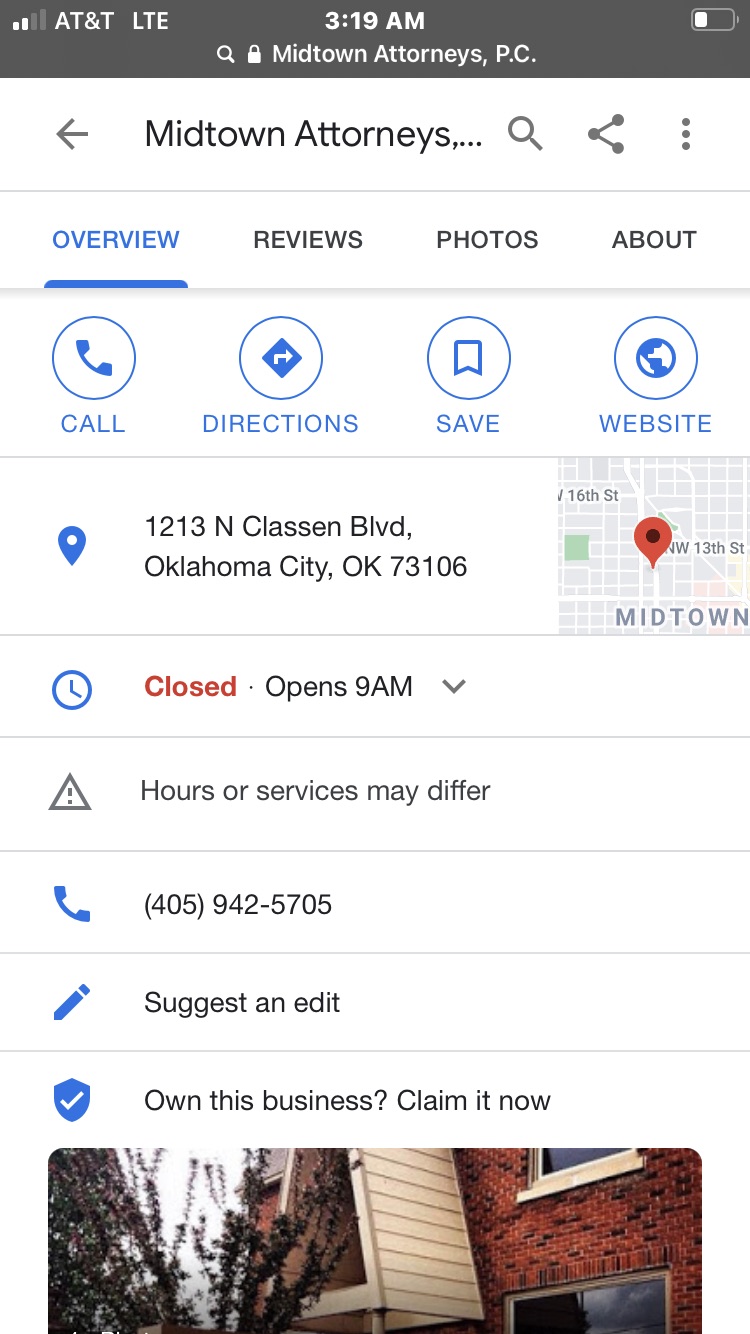 AT&T LTE 3:19 AM
Midtown Attorneys, P.C.
Midtown Attorneys,...
OVERVIEW REVIEWS PHOTOS ABOUT
CALL DIRECTIONS SAVE WEBSITE
1213 N Classen Blvd,
Oklahoma City, OK 73106
16th St
NW 13th St
MIDTOWN
Closed · Opens 9AM
Hours or services may differ
(405) 942-5705
Suggest an edit
Own this business? Claim it now